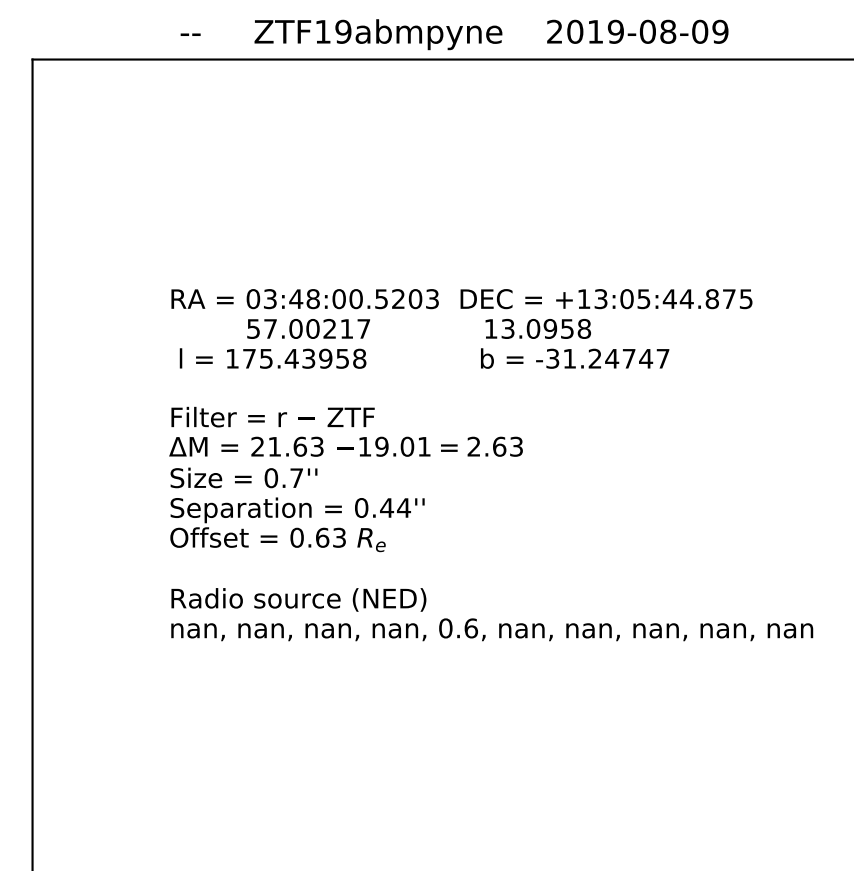 -- ZTF19abmpyne 2019-08-09
RA = 03:48:00.5203 DEC = +13:05:44.875
57.00217 13.0958
l = 175.43958 b = -31.24747
Filter = r − ZTF
ΔM = 21.63 −19.01 = 2.63
Size = 0.7''
Separation = 0.44''
Offset = 0.63 Re
Radio source (NED)
nan, nan, nan, nan, 0.6, nan, nan, nan, nan, nan